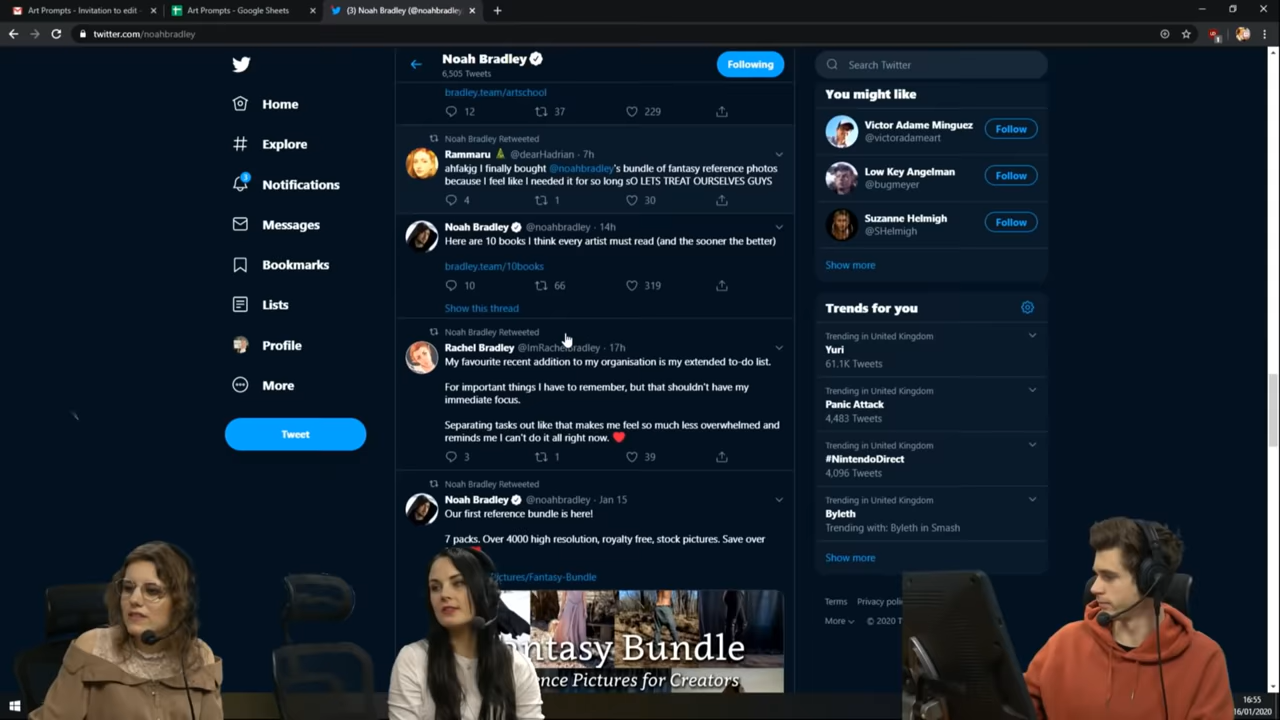 Art Prompts - Invitation to edit -
Art Prompts - Google Sheets
(3) Noah Bradley (@noahbradley
twitter.com/noahbradley
Home
Explore
3
Notifications
Messages
Bookmarks
Lists
Profile
More
Tweet
Noah Bradley
6,505 Tweets
Following
bradley.team/artschool
12 37 229
Noah Bradley Retweeted
Rammaru @dearHadrian · 7h
ahfakjg I finally bought @noahbradley's bundle of fantasy reference photos
because I feel like I needed it for so long sO LETS TREAT OURSELVES GUYS
4 1 30
Noah Bradley @noahbradley · 14h
Here are 10 books I think every artist must read (and the sooner the better)
bradley.team/10books
10 66 319
Show this thread
Noah Bradley Retweeted
Rachel Bradley @ImRachelbradley · 17h
My favourite recent addition to my organisation is my extended to-do list.
For important things I have to remember, but that shouldn't have my
immediate focus.
Separating tasks out like that makes me feel so much less overwhelmed and
reminds me I can't do it all right now.
3 1 39
Noah Bradley Retweeted
Noah Bradley @noahbradley · Jan 15
Our first reference bundle is here!
7 packs. Over 4000 high resolution, royalty free, stock pictures. Save over
ctures/Fantasy-Bundle
ntasy Bundle
ence Pictures for Creators
Search Twitter
You might like
Victor Adame Minguez
@victoradameart
Follow
Low Key Angelman
@bugmeyer
Follow
Suzanne Helmigh
@SHelmigh
Follow
Show more
Trends for you
Trending in United Kingdom
Yuri
61.1K Tweets
Trending in United Kingdom
Panic Attack
4,483 Tweets
Trending in United Kingdom
#NintendoDirect
4,096 Tweets
Trending in United Kingdom
Byleth
Trending with: Byleth in Smash
Show more
Terms Privacy polic
More © 2020 T
16:55
16/01/2020